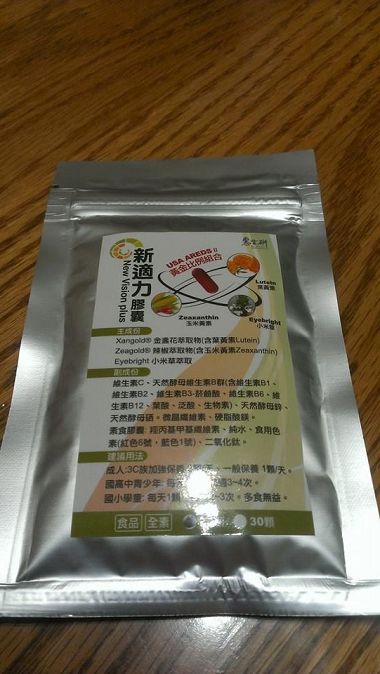 新適力膠囊
New Vision plus
USA AREDS II
黃金比例組合
Lutein
葉黃素
Zeaxanthin
玉米黃素
Eyebright
小米草
主成份
Xangold® 金盞花萃取物(含葉黃素Lutein)
Zeagold® 辣椒萃取物(含玉米黃素Zeaxanthin)
Eyebright 小米草萃取
副成份
維生素C、天然酵母維生素B群(含維生素B1、
維生素B2、維生素B3-菸鹼酸、維生素B6、維
生素B12、葉酸、泛酸、生物素)、天然酵母鋅、
天然酵母硒。微晶纖維素、硬脂酸鎂。
素食膠囊: 羥丙基甲基纖維素、純水、食用色
素(紅色6號，藍色1號)、二氧化鈦。
建議用法
成人:3C族加強保養 /天、一般保養 1顆/天。
國高中青少年: 每 3~4次。
國小學童: 每天1顆 ~3次。多食無益。
食品 全素 30顆